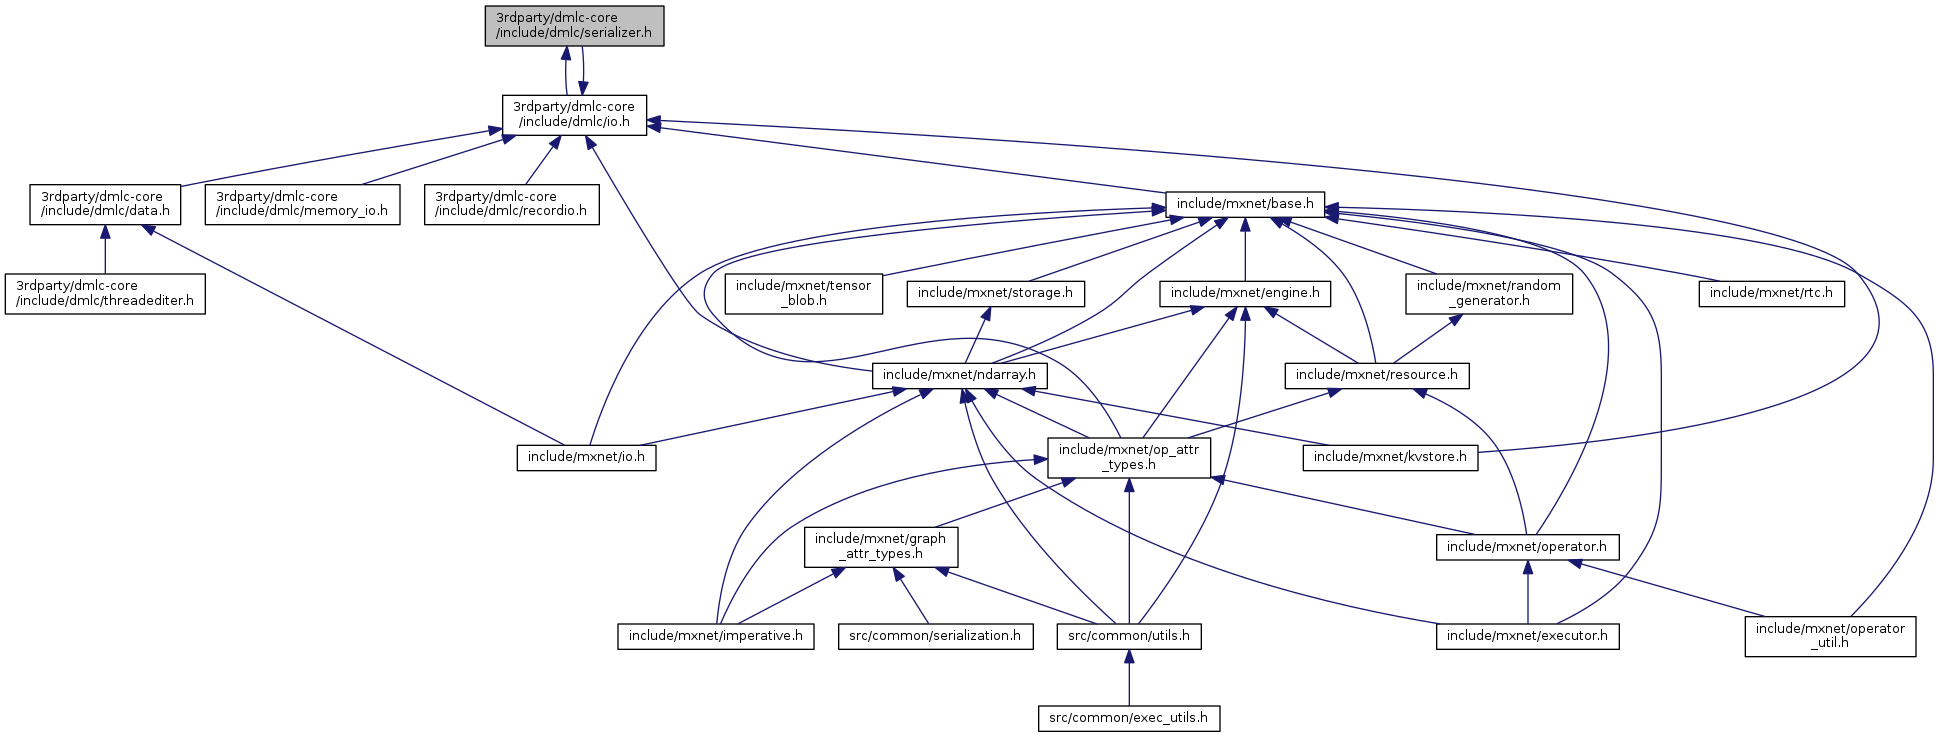 3rdparty/dmlc-core
/include/dmlc/serializer.h
3rdparty/dmlc-core
/include/dmlc/io.h
3rdparty/dmlc-core
/include/dmlc/data.h
3rdparty/dmlc-core
/include/dmlc/memory_io.h
3rdparty/dmlc-core
/include/dmlc/recordio.h
include/mxnet/base.h
3rdparty/dmlc-core
/include/dmlc/threadediter.h
include/mxnet/tensor
_blob.h
include/mxnet/storage.h
include/mxnet/engine.h
include/mxnet/random
_generator.h
include/mxnet/rtc.h
include/mxnet/ndarray.h
include/mxnet/resource.h
include/mxnet/io.h
include/mxnet/op_attr
_types.h
include/mxnet/kvstore.h
include/mxnet/graph
_attr_types.h
include/mxnet/operator.h
include/mxnet/imperative.h
src/common/serialization.h
src/common/utils.h
include/mxnet/executor.h
include/mxnet/operator
_util.h
src/common/exec_utils.h